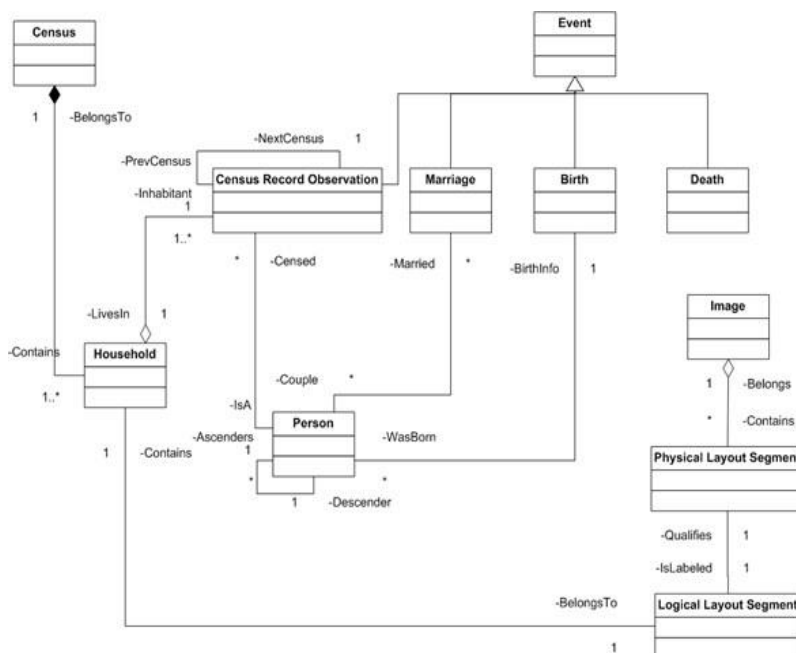 Event
Census
1 -BelongsTo
-NextCensus 1
-PrevCensus
Census Record Observation
Marriage
Birth
Death
-Inhabitant
1
1..*
* -Censed
-Married *
-BirthInfo 1
Image
-LivesIn 1
-Contains
Household
1..*
1 -Belongs
* -Contains
-Couple *
-IsA
Person
-Ascenders
1
-WasBorn
1 -Contains
Physical Layout Segment
* *
1 -Descender
-Qualifies 1
-IsLabeled 1
-BelongsTo
Logical Layout Segment
1